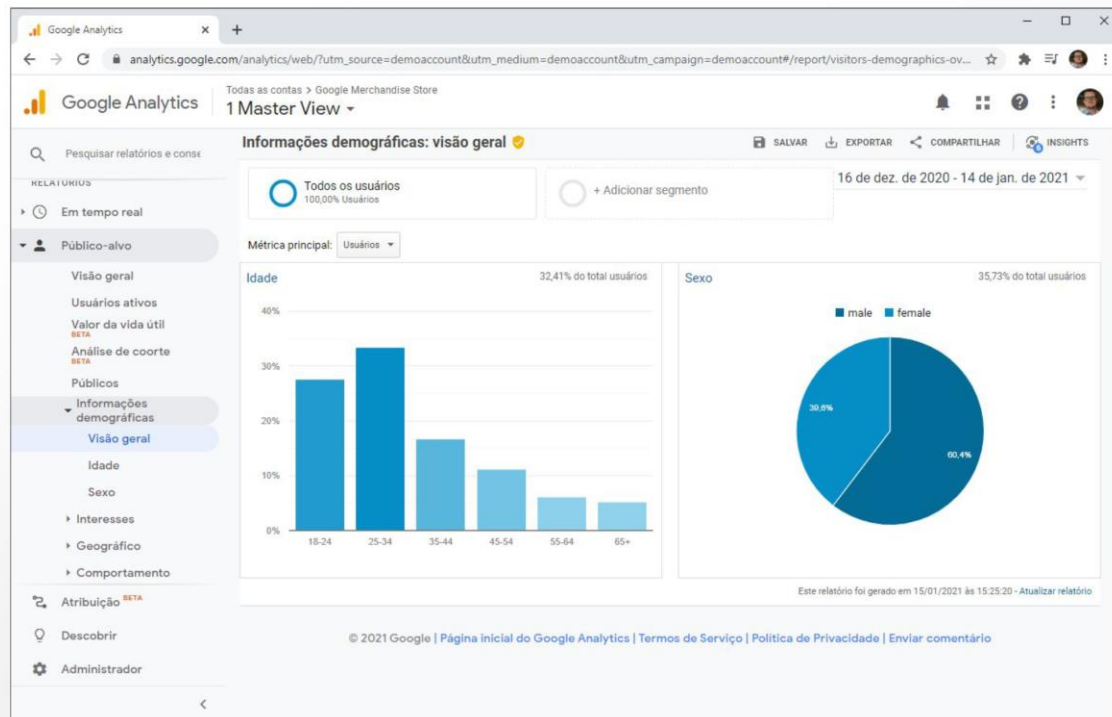 Google Analytics
analytics.google.com/analytics/web/?utm_source=demoaccount&utm_medium=demoaccount&utm_campaign=demoaccount#/report/visitors-demographics-ov...
Google Analytics
Todas as contas > Google Merchandise Store
1 Master View
Pesquisar relatórios e conse
RELATÓRIOS
Em tempo real
Público-alvo
Visão geral
Usuários ativos
Valor da vida útil
BETA
Análise de coorte
BETA
Públicos
Informações
demográficas
Visão geral
Idade
Sexo
Interesses
Geográfico
Comportamento
Atribuição BETA
Descobrir
Administrador
Informações demográficas: visão geral
SALVAR
EXPORTAR
COMPARTILHAR
INSIGHTS
Todos os usuários
100,00% Usuários
+ Adicionar segmento
16 de dez. de 2020 - 14 de jan. de 2021
Métrica principal: Usuários
Idade
32,41% do total usuários
40%
30%
20%
10%
0%
18-24 25-34 35-44 45-54 55-64 65+
Sexo
35,73% do total usuários
male female
39,6%
60,4%
Este relatório foi gerado em 15/01/2021 às 15:25:20 - Atualizar relatório
© 2021 Google | Página inicial do Google Analytics | Termos de Serviço | Política de Privacidade | Enviar comentário